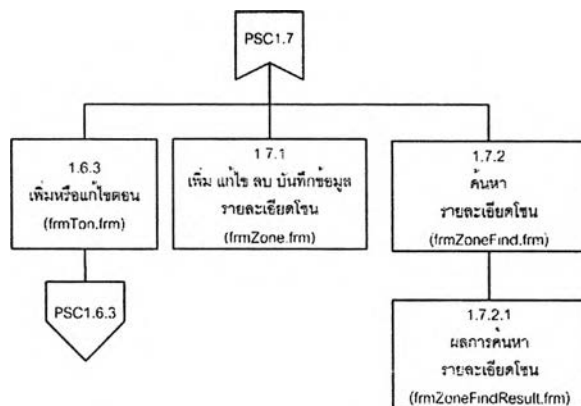 PSC1.7
1.6.3
เพิ่มหรือแก้ไขตอน
(frmTon.frm)
1.7.1
เพิ่ม แก้ไข ลบ บันทึกข้อมูล
รายละเอียดโซน
(frmZone.frm)
1.7.2
ค้นหา
รายละเอียดโซน
(frmZoneFind.frm)
PSC1.6.3
1.7.2.1
ผลการค้นหา
รายละเอียดโซน
(frmZoneFindResult.frm)